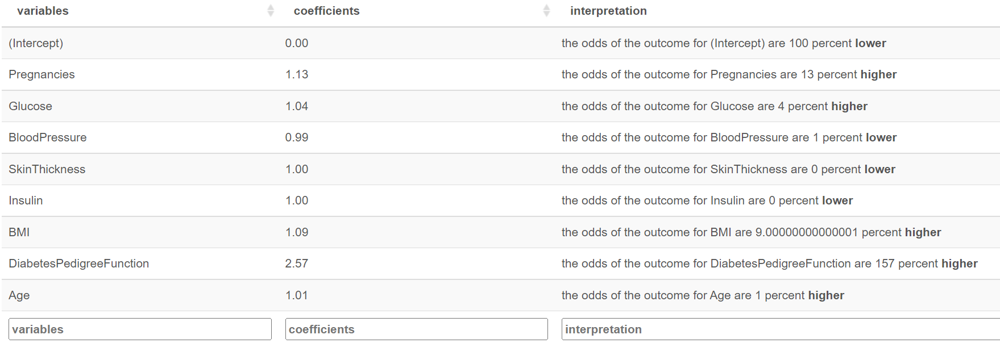 variables coefficients interpretation
(Intercept) 0.00 the odds of the outcome for (Intercept) are 100 percent lower
Pregnancies 1.13 the odds of the outcome for Pregnancies are 13 percent higher
Glucose 1.04 the odds of the outcome for Glucose are 4 percent higher
BloodPressure 0.99 the odds of the outcome for BloodPressure are 1 percent lower
SkinThickness 1.00 the odds of the outcome for SkinThickness are 0 percent lower
Insulin 1.00 the odds of the outcome for Insulin are 0 percent lower
BMI 1.09 the odds of the outcome for BMI are 9.00000000000001 percent higher
DiabetesPedigreeFunction 2.57 the odds of the outcome for DiabetesPedigreeFunction are 157 percent higher
Age 1.01 the odds of the outcome for Age are 1 percent higher
variables coefficients interpretation